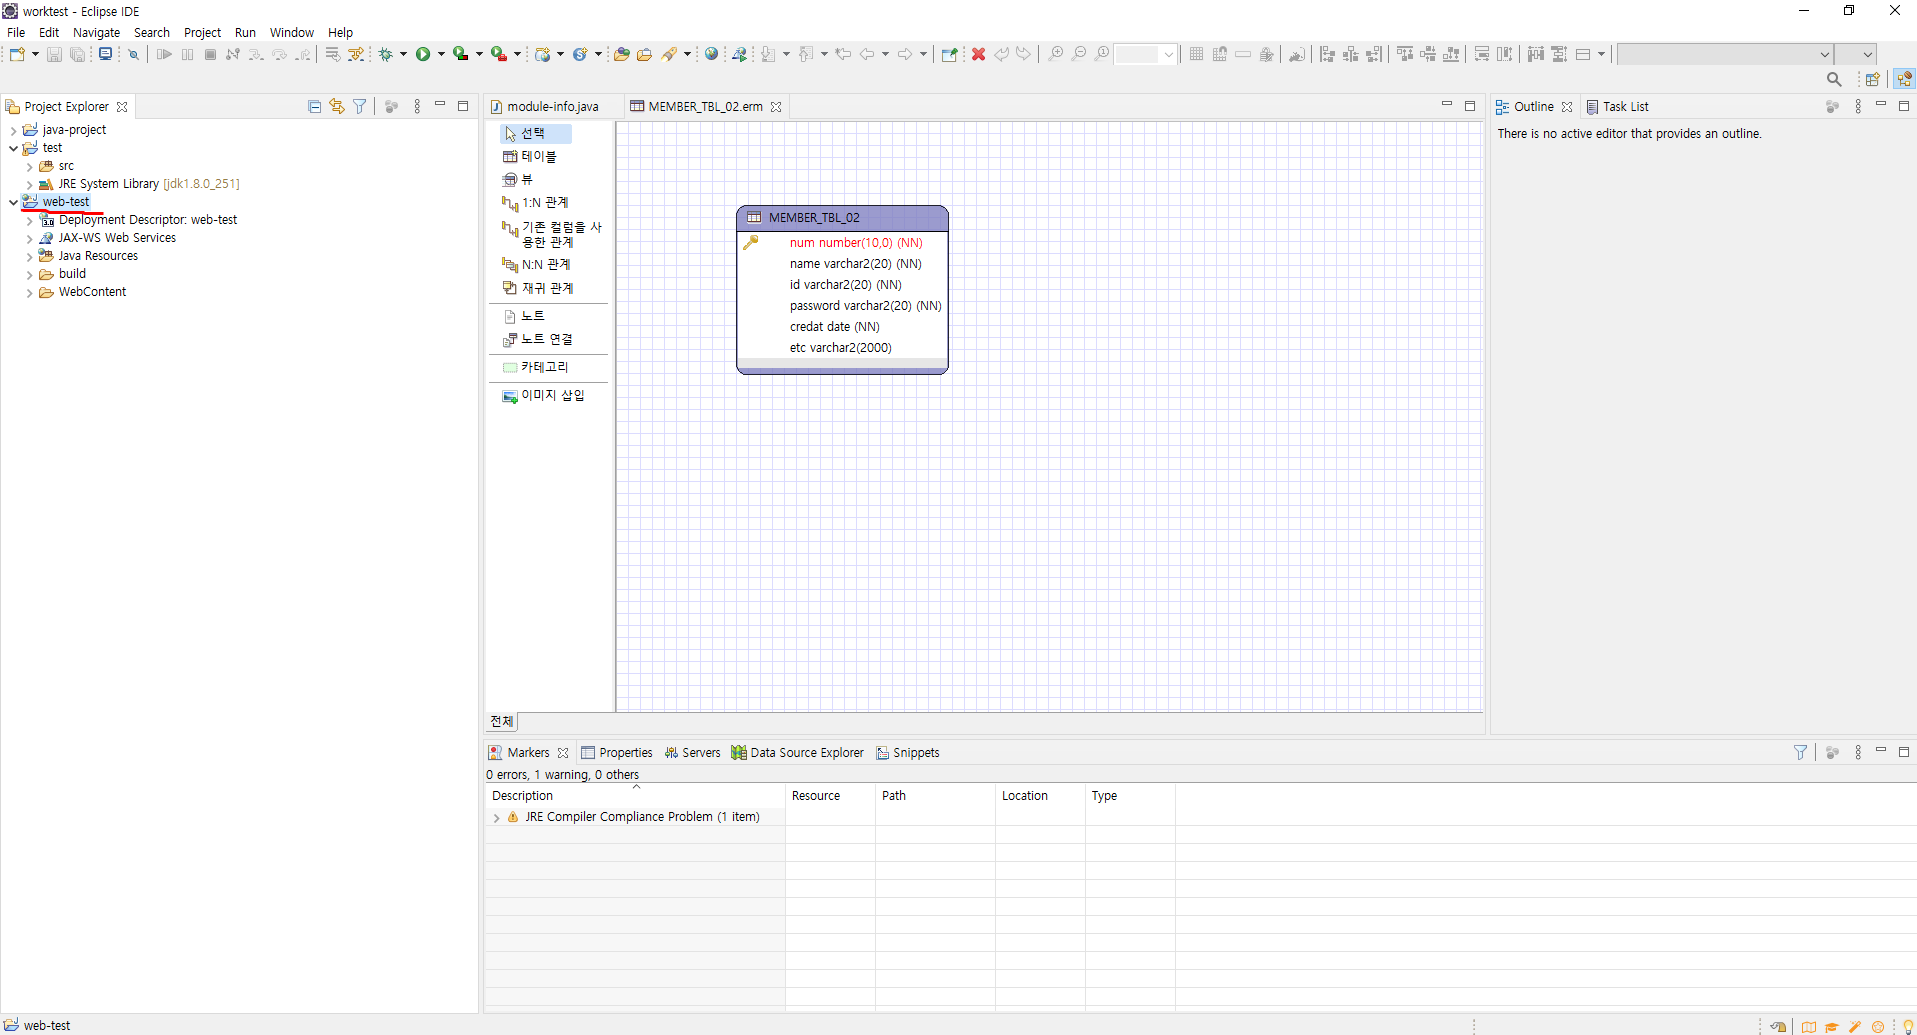 worktest - Eclipse IDE
File Edit Navigate Search Project Run Window Help
Project Explorer
java-project
test
src
JRE System Library [jdk1.8.0_251]
web-test
Deployment Descriptor: web-test
JAX-WS Web Services
Java Resources
build
WebContent
module-info.java
MEMBER_TBL_02.erm
선택
테이블
뷰
1:N 관계
기존 컬럼을 사
용한 관계
N:N 관계
재귀 관계
노트
노트 연결
카테고리
이미지 삽입
MEMBER_TBL_02
num number(10,0) (NN)
name varchar2(20) (NN)
id varchar2(20) (NN)
password varchar2(20) (NN)
credat date (NN)
etc varchar2(2000)
전체
Outline
Task List
There is no active editor that provides an outline.
Markers
Properties
Servers
Data Source Explorer
Snippets
0 errors, 1 warning, 0 others
Description Resource Path Location Type
JRE Compiler Compliance Problem (1 item)
web-test